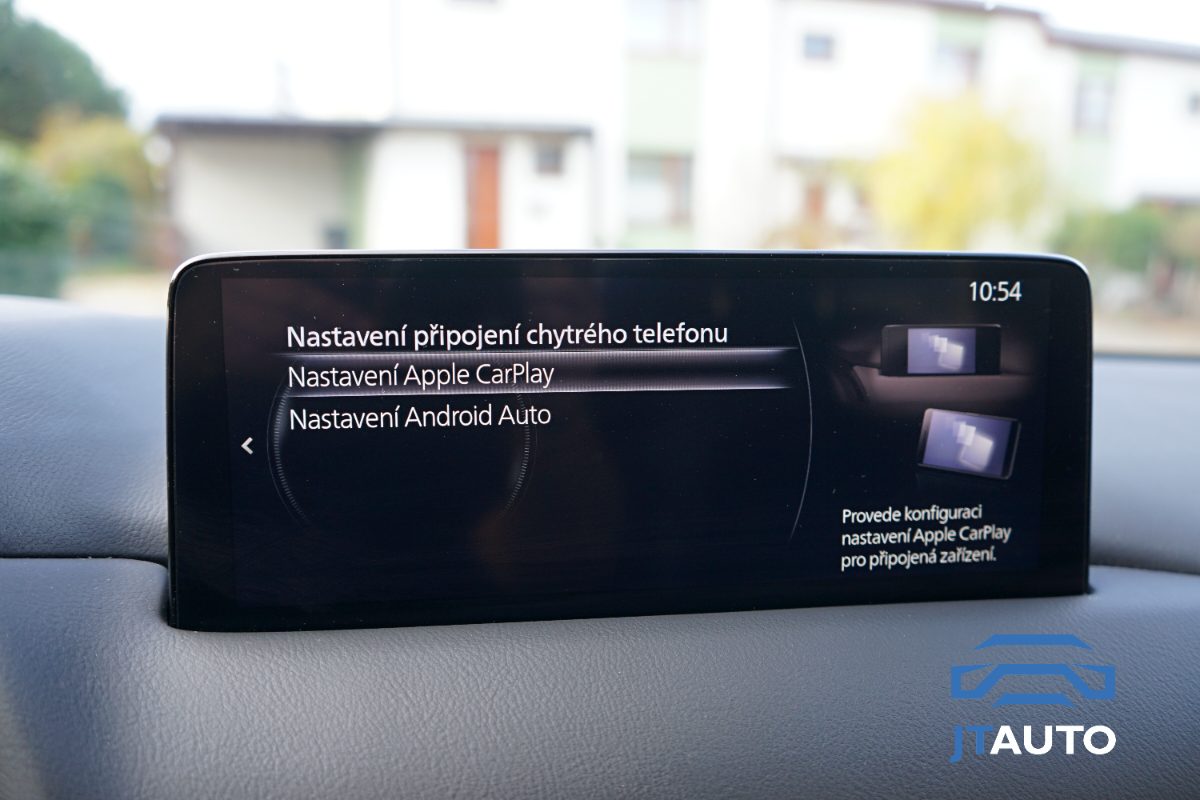 10:54
Nastavení připojení chytrého telefonu
Nastavení Apple CarPlay
Nastavení Android Auto
Provede konfiguraci
nastavení Apple CarPlay
pro připojená zařízení.
JTAUTO